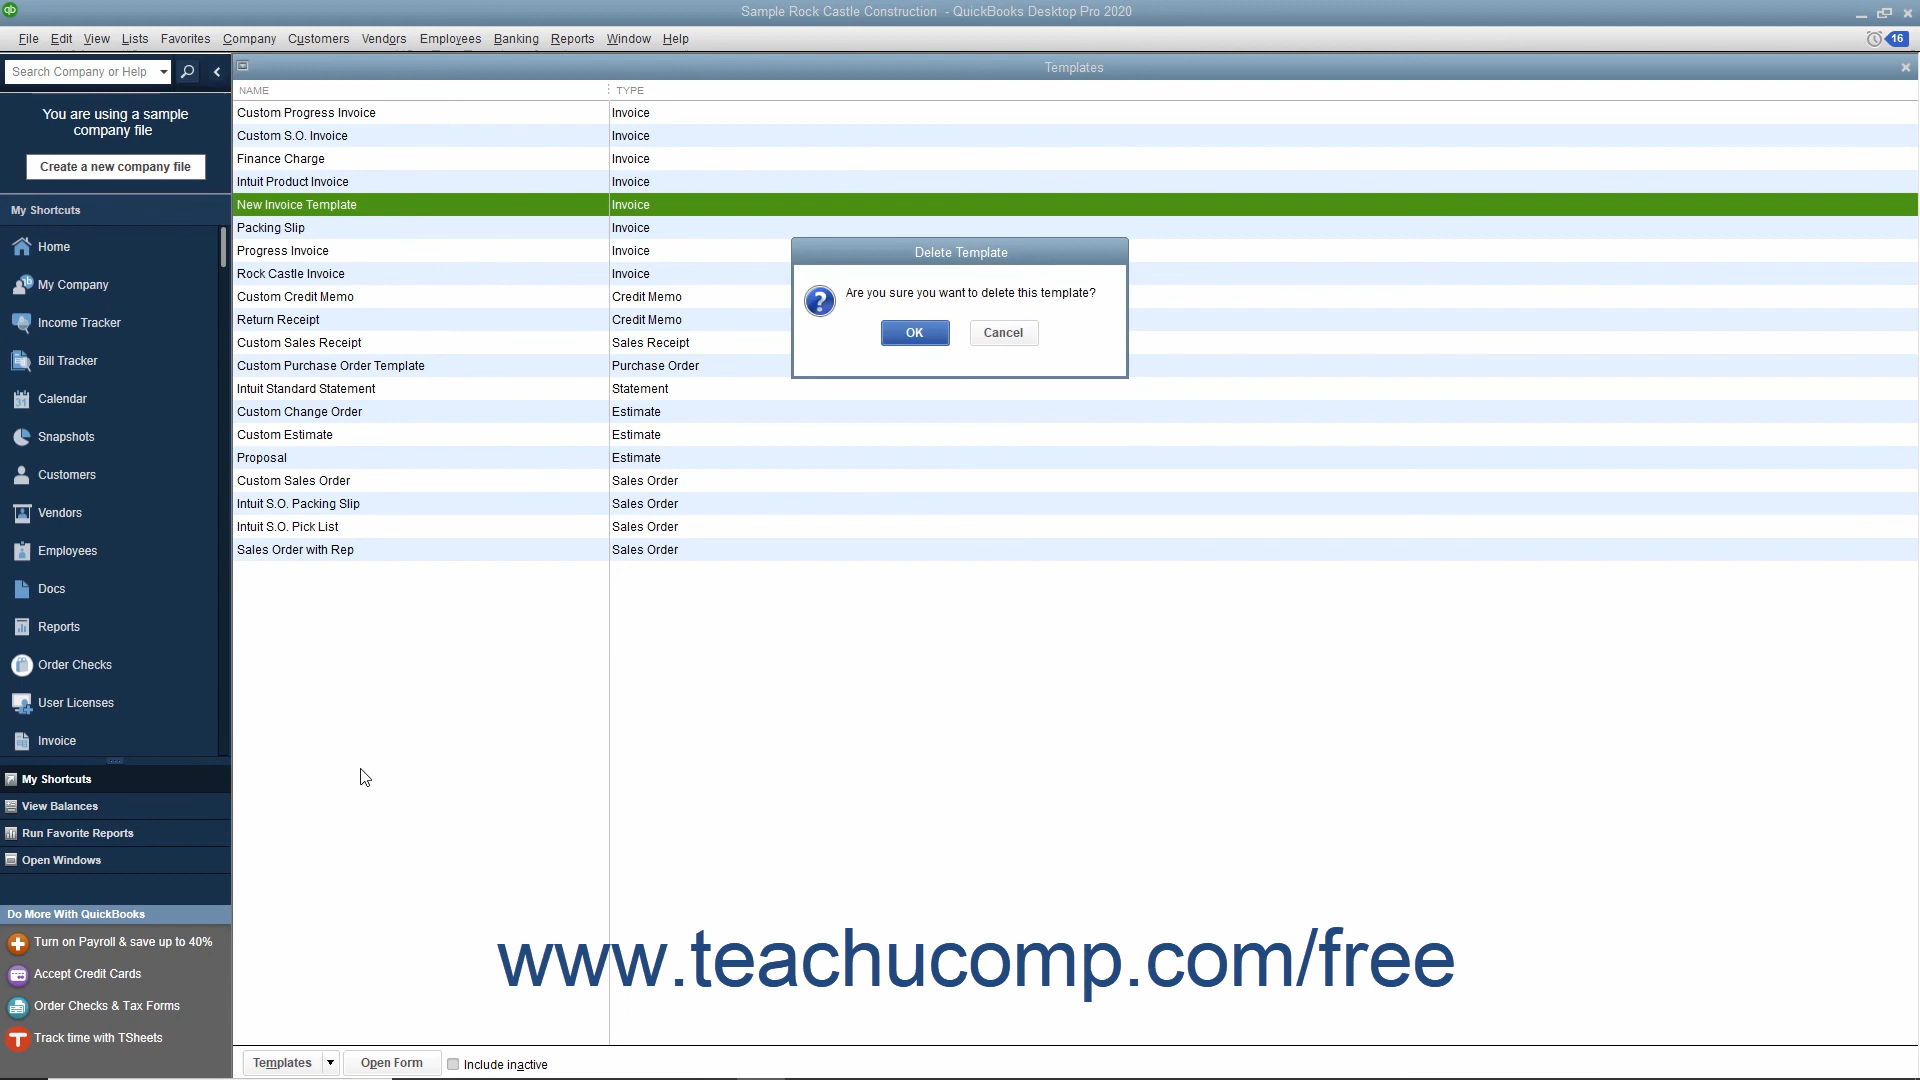 Sample Rock Castle Construction - QuickBooks Desktop Pro 2020
File Edit View Lists Favorites Company Customers Vendors Employees Banking Reports Window Help
16
Search Company or Help
Templates
You are using a sample
company file
Create a new company file
My Shortcuts
Home
My Company
Income Tracker
Bill Tracker
Calendar
Snapshots
Customers
Vendors
Employees
Docs
Reports
Order Checks
User Licenses
Invoice
My Shortcuts
View Balances
Run Favorite Reports
Open Windows
Do More With QuickBooks
Turn on Payroll & save up to 40%
Accept Credit Cards
Order Checks & Tax Forms
Track time with TSheets
NAME TYPE
Custom Progress Invoice Invoice
Custom S.O. Invoice Invoice
Finance Charge Invoice
Intuit Product Invoice Invoice
New Invoice Template Invoice
Packing Slip Invoice
Progress Invoice Invoice
Rock Castle Invoice Invoice
Custom Credit Memo Credit Memo
Return Receipt Credit Memo
Custom Sales Receipt Sales Receipt
Custom Purchase Order Template Purchase Order
Intuit Standard Statement Statement
Custom Change Order Estimate
Custom Estimate Estimate
Proposal Estimate
Custom Sales Order Sales Order
Intuit S.O. Packing Slip Sales Order
Intuit S.O. Pick List Sales Order
Sales Order with Rep Sales Order
Delete Template
Are you sure you want to delete this template?
OK Cancel
www.teachucomp.com/free
Templates Open Form Include inactive